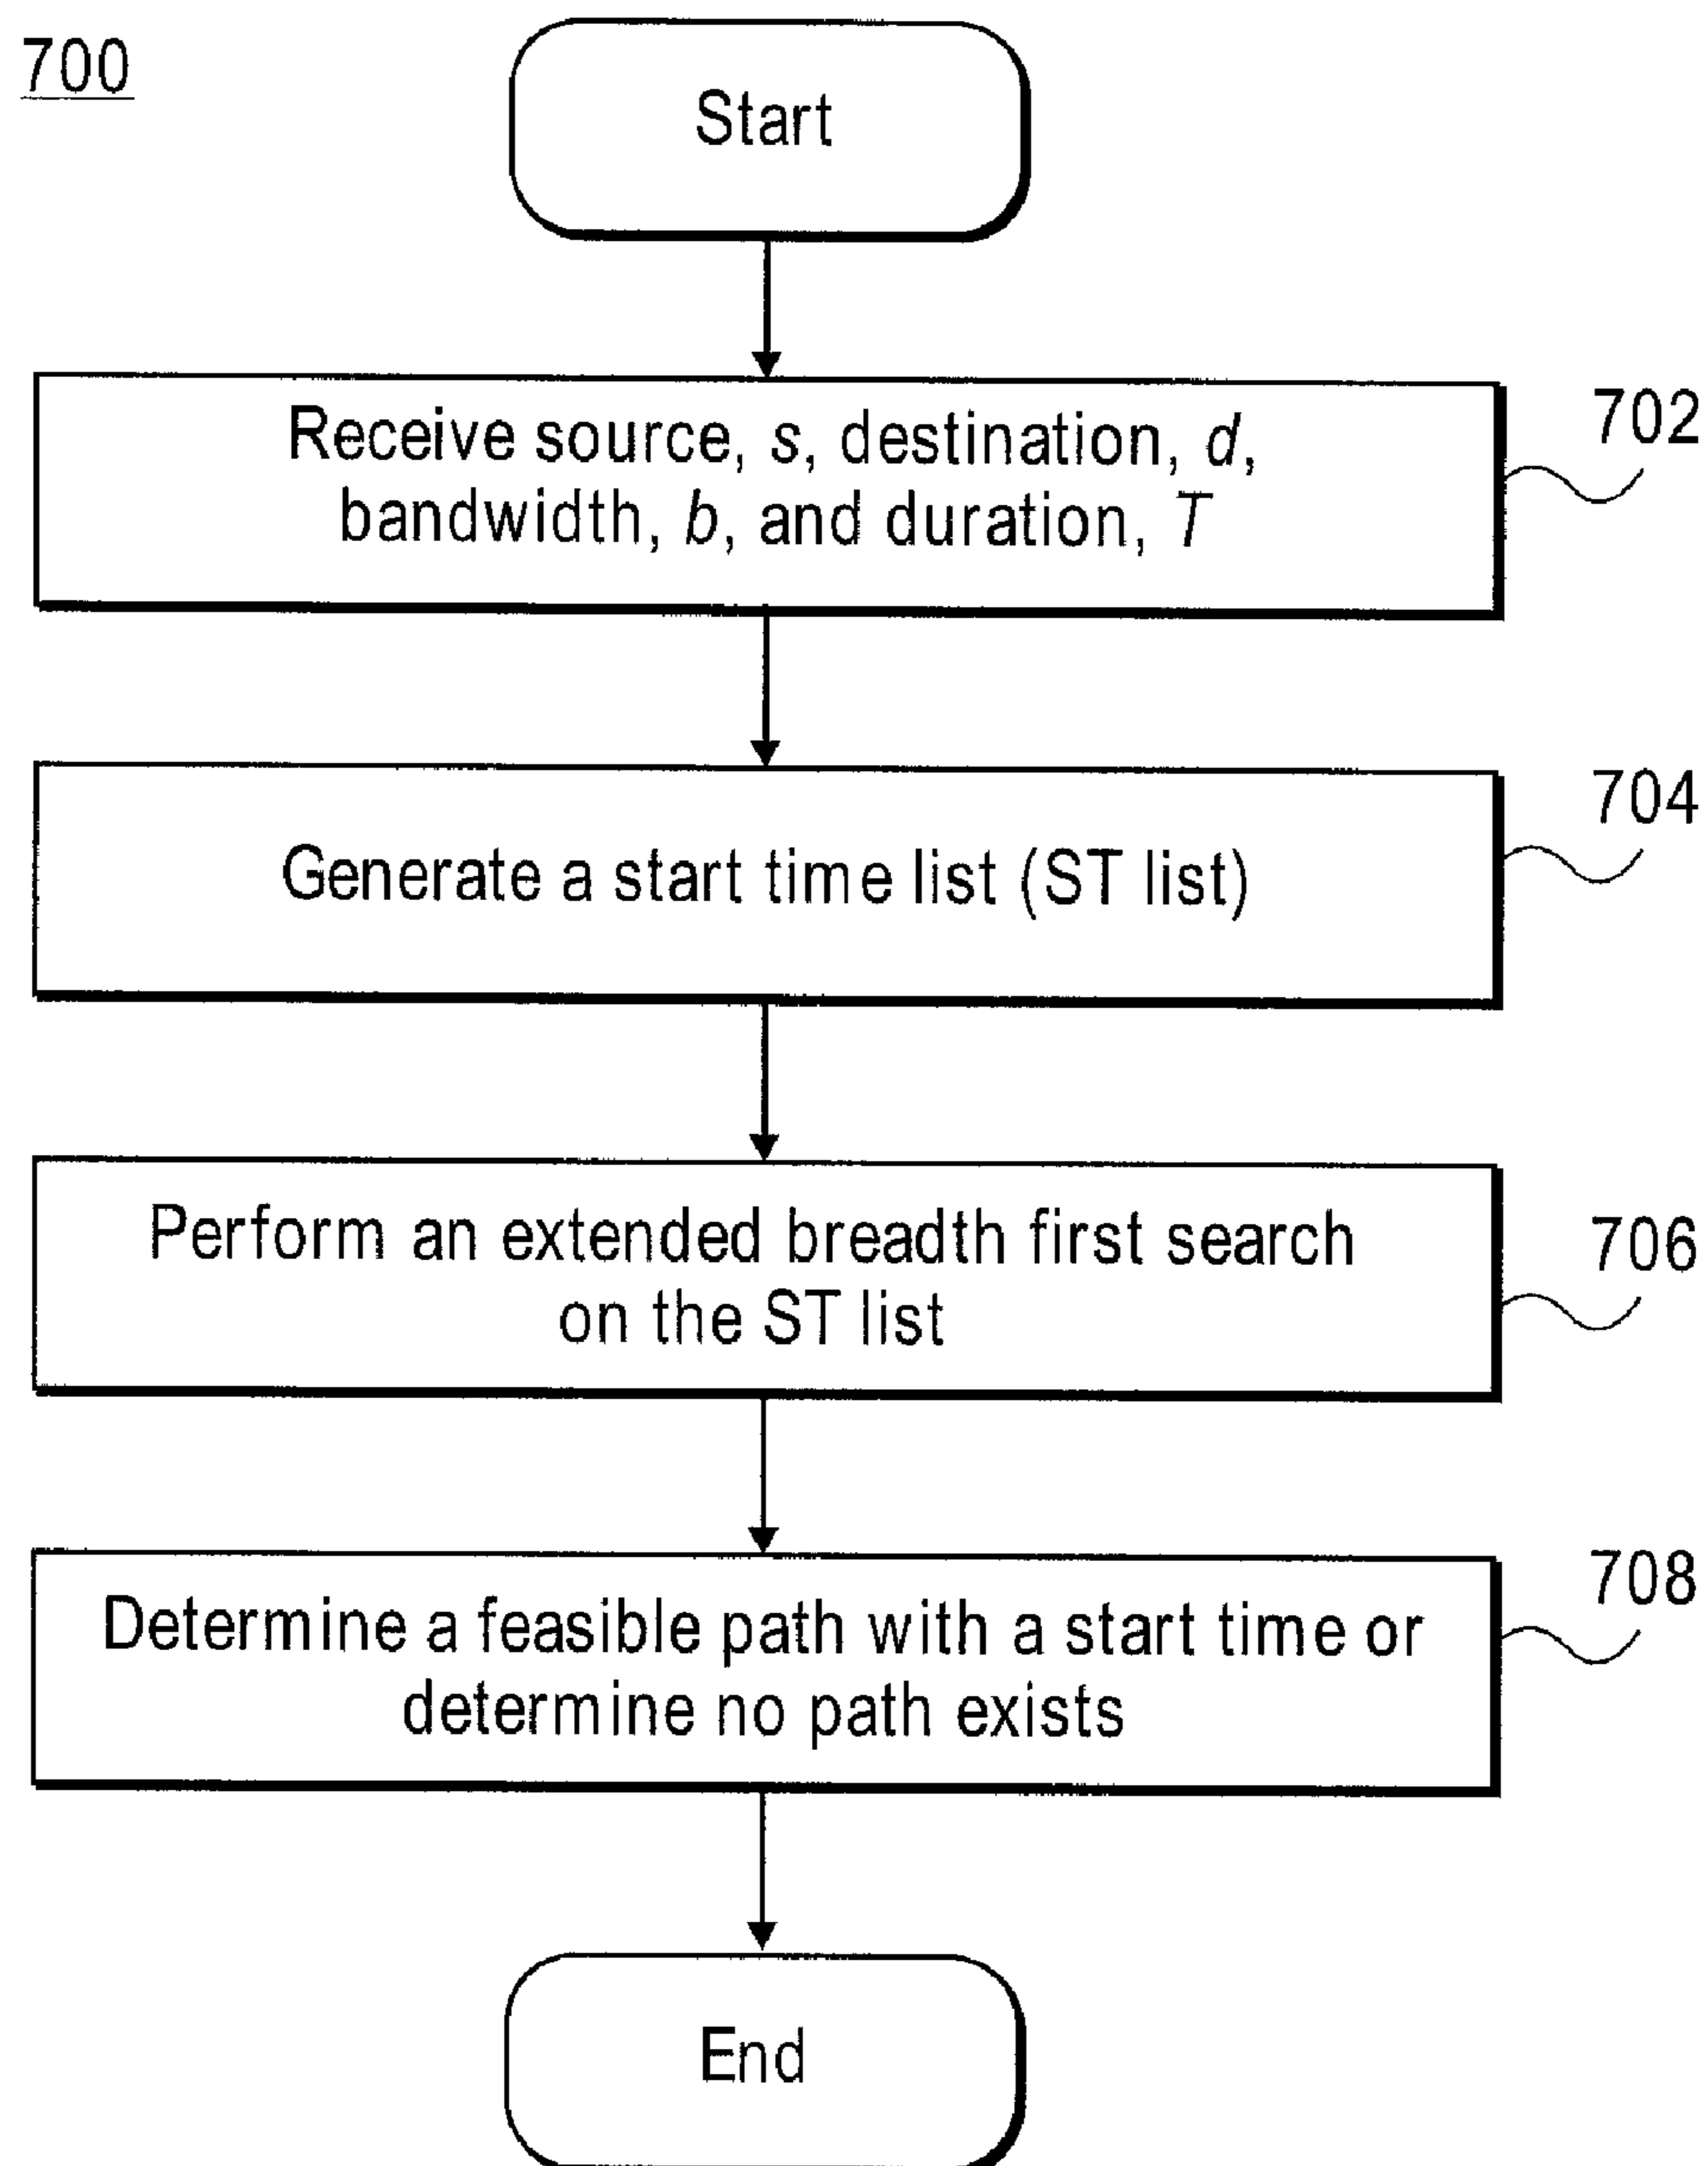 700
Start
Receive source, s, destination, d,
bandwidth, b, and duration, T
702
Generate a start time list (ST list)
704
Perform an extended breadth first search
on the ST list
706
Determine a feasible path with a start time or
determine no path exists
708
End